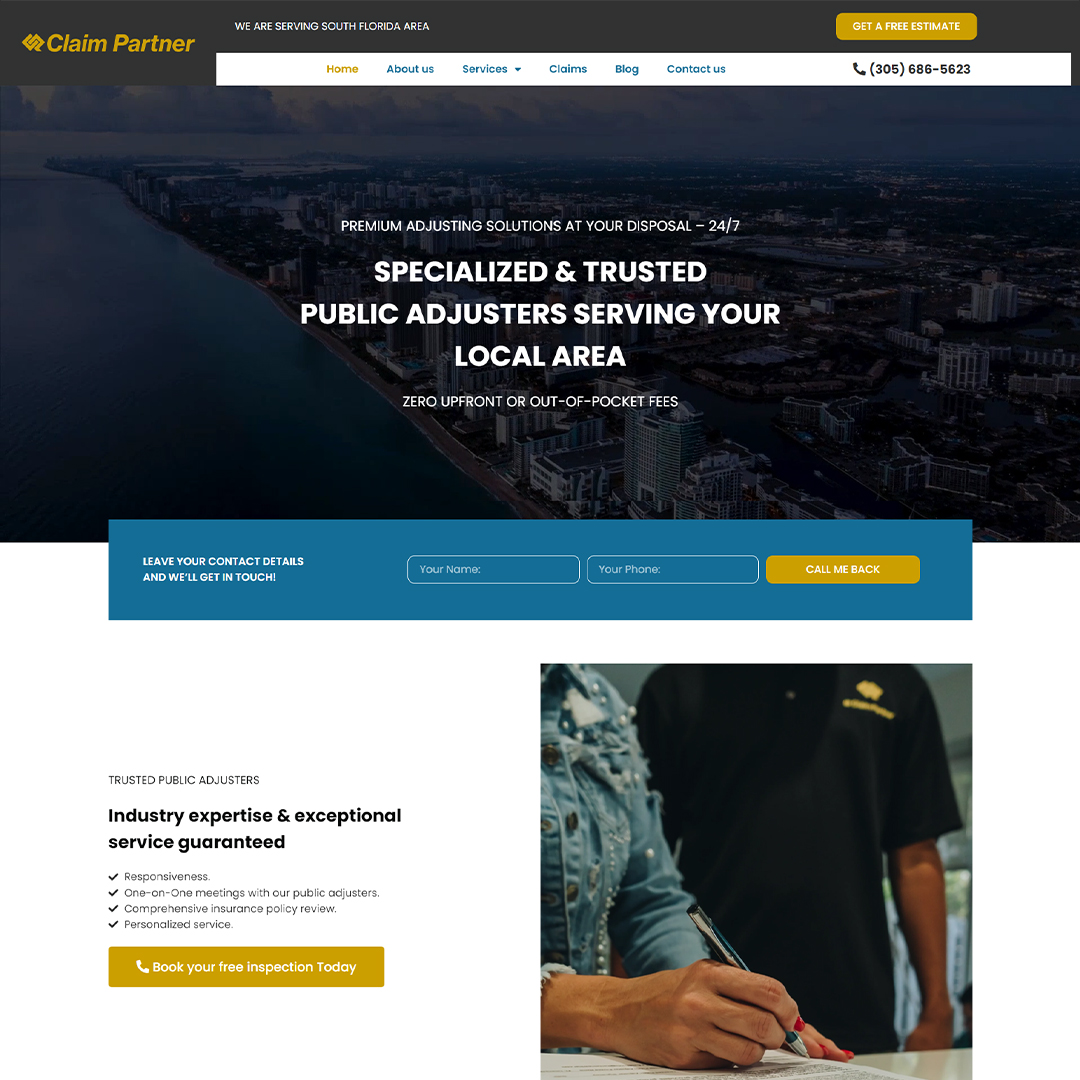 WE ARE SERVING SOUTH FLORIDA AREA
GET A FREE ESTIMATE
Claim Partner
Home About us Services Claims Blog Contact us (305) 686-5623
PREMIUM ADJUSTING SOLUTIONS AT YOUR DISPOSAL – 24/7
SPECIALIZED & TRUSTED
PUBLIC ADJUSTERS SERVING YOUR
LOCAL AREA
ZERO UPFRONT OR OUT-OF-POCKET FEES
LEAVE YOUR CONTACT DETAILS
AND WE'LL GET IN TOUCH!
Your Name:
Your Phone:
CALL ME BACK
TRUSTED PUBLIC ADJUSTERS
Industry expertise & exceptional
service guaranteed
Responsiveness.
One-on-One meetings with our public adjusters.
Comprehensive insurance policy review.
Personalized service.
Book your free inspection Today
Claim Partner